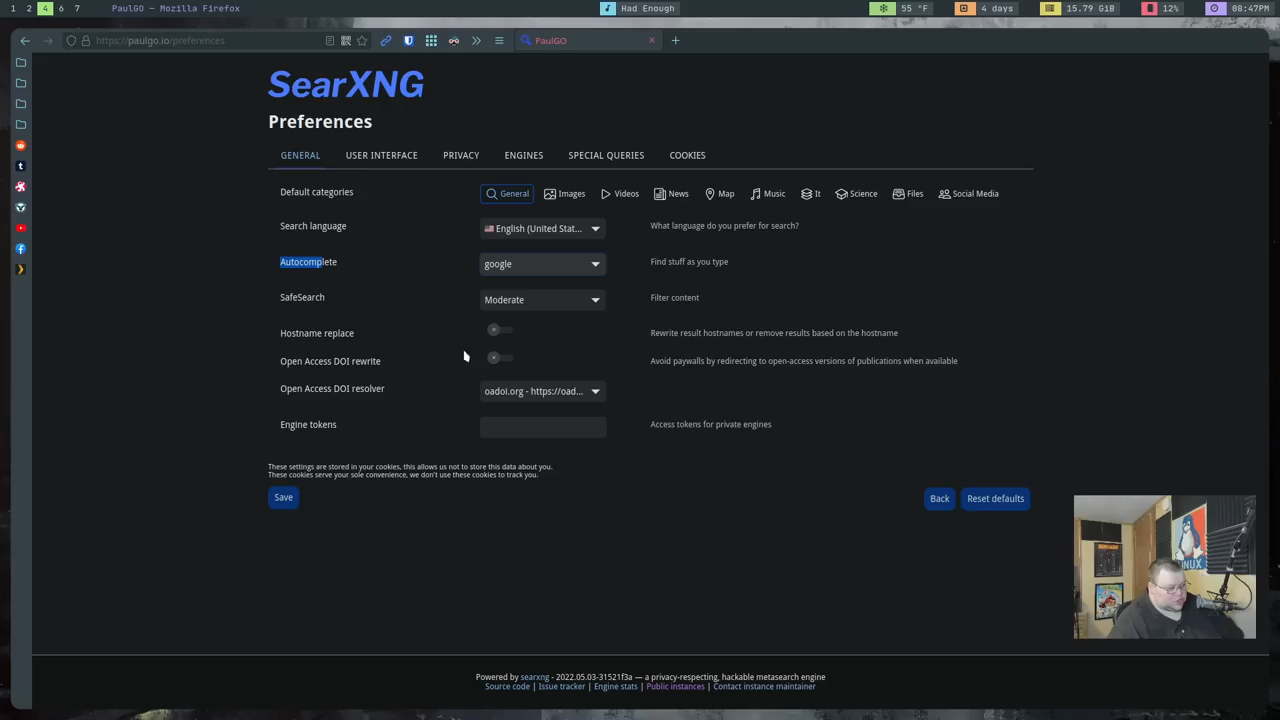 1 2 4 6 7 PaulGO — Mozilla Firefox Had Enough 55 °F 4 days 15.79 GiB 12% 08:47PM
https://paulgo.io/preferences PaulGO
SearXNG
Preferences
GENERAL USER INTERFACE PRIVACY ENGINES SPECIAL QUERIES COOKIES
Default categories General Images Videos News Map Music It Science Files Social Media
Search language English (United Stat... What language do you prefer for search?
Autocomplete google Find stuff as you type
SafeSearch Moderate Filter content
Hostname replace Rewrite result hostnames or remove results based on the hostname
Open Access DOI rewrite Avoid paywalls by redirecting to open-access versions of publications when available
Open Access DOI resolver oadoi.org - https://oad...
Engine tokens Access tokens for private engines
These settings are stored in your cookies, this allows us not to store this data about you.
These cookies serve your sole convenience, we don't use these cookies to track you.
Save Back Reset defaults
Powered by searxng - 2022.05.03-31521f3a — a privacy-respecting, hackable metasearch engine
Source code | Issue tracker | Engine stats | Public instances | Contact instance maintainer